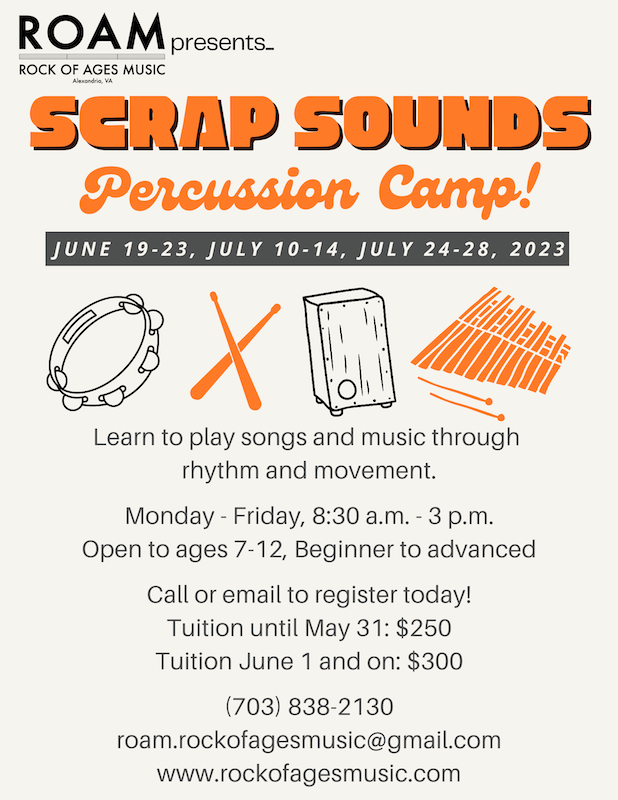 ROAM presents...
ROCK OF AGES MUSIC
Alexandria, VA
SCRAP SOUNDS
Percussion Camp!
JUNE 19-23, JULY 10-14, JULY 24-28, 2023
Learn to play songs and music through
rhythm and movement.
Monday - Friday, 8:30 a.m. - 3 p.m.
Open to ages 7-12, Beginner to advanced
Call or email to register today!
Tuition until May 31: $250
Tuition June 1 and on: $300
(703) 838-2130
roam.rockofagesmusic@gmail.com
www.rockofagesmusic.com